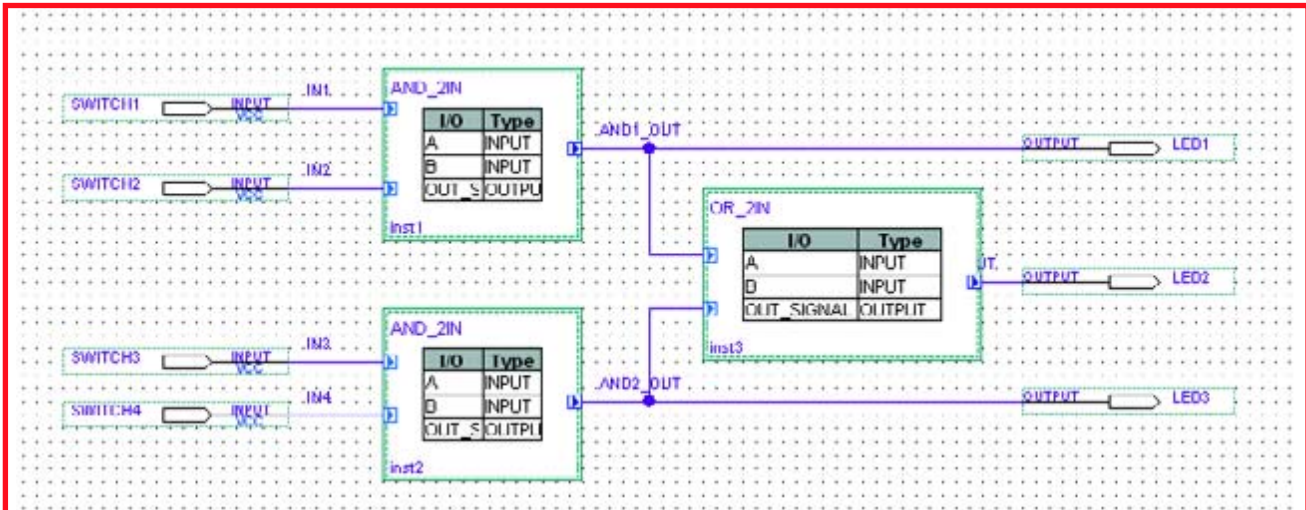 SWITCH1
INPUT
VCC
IN1
SWITCH2
INPUT
VCC
IN2
AND_2IN
I/O Type
A INPUT
B INPUT
OUT_S OUTPU
inst1
AND1_OUT
OUTPUT
LED1
OR_2IN
I/O Type
A INPUT
B INPUT
OUT_SIGNAL OUTPUT
inst3
UT
OUTPUT
LED2
SWITCH3
INPUT
VCC
IN3
SWITCH4
INPUT
VCC
IN4
AND_2IN
I/O Type
A INPUT
B INPUT
OUT_S OUTPU
inst2
AND2_OUT
OUTPUT
LED3